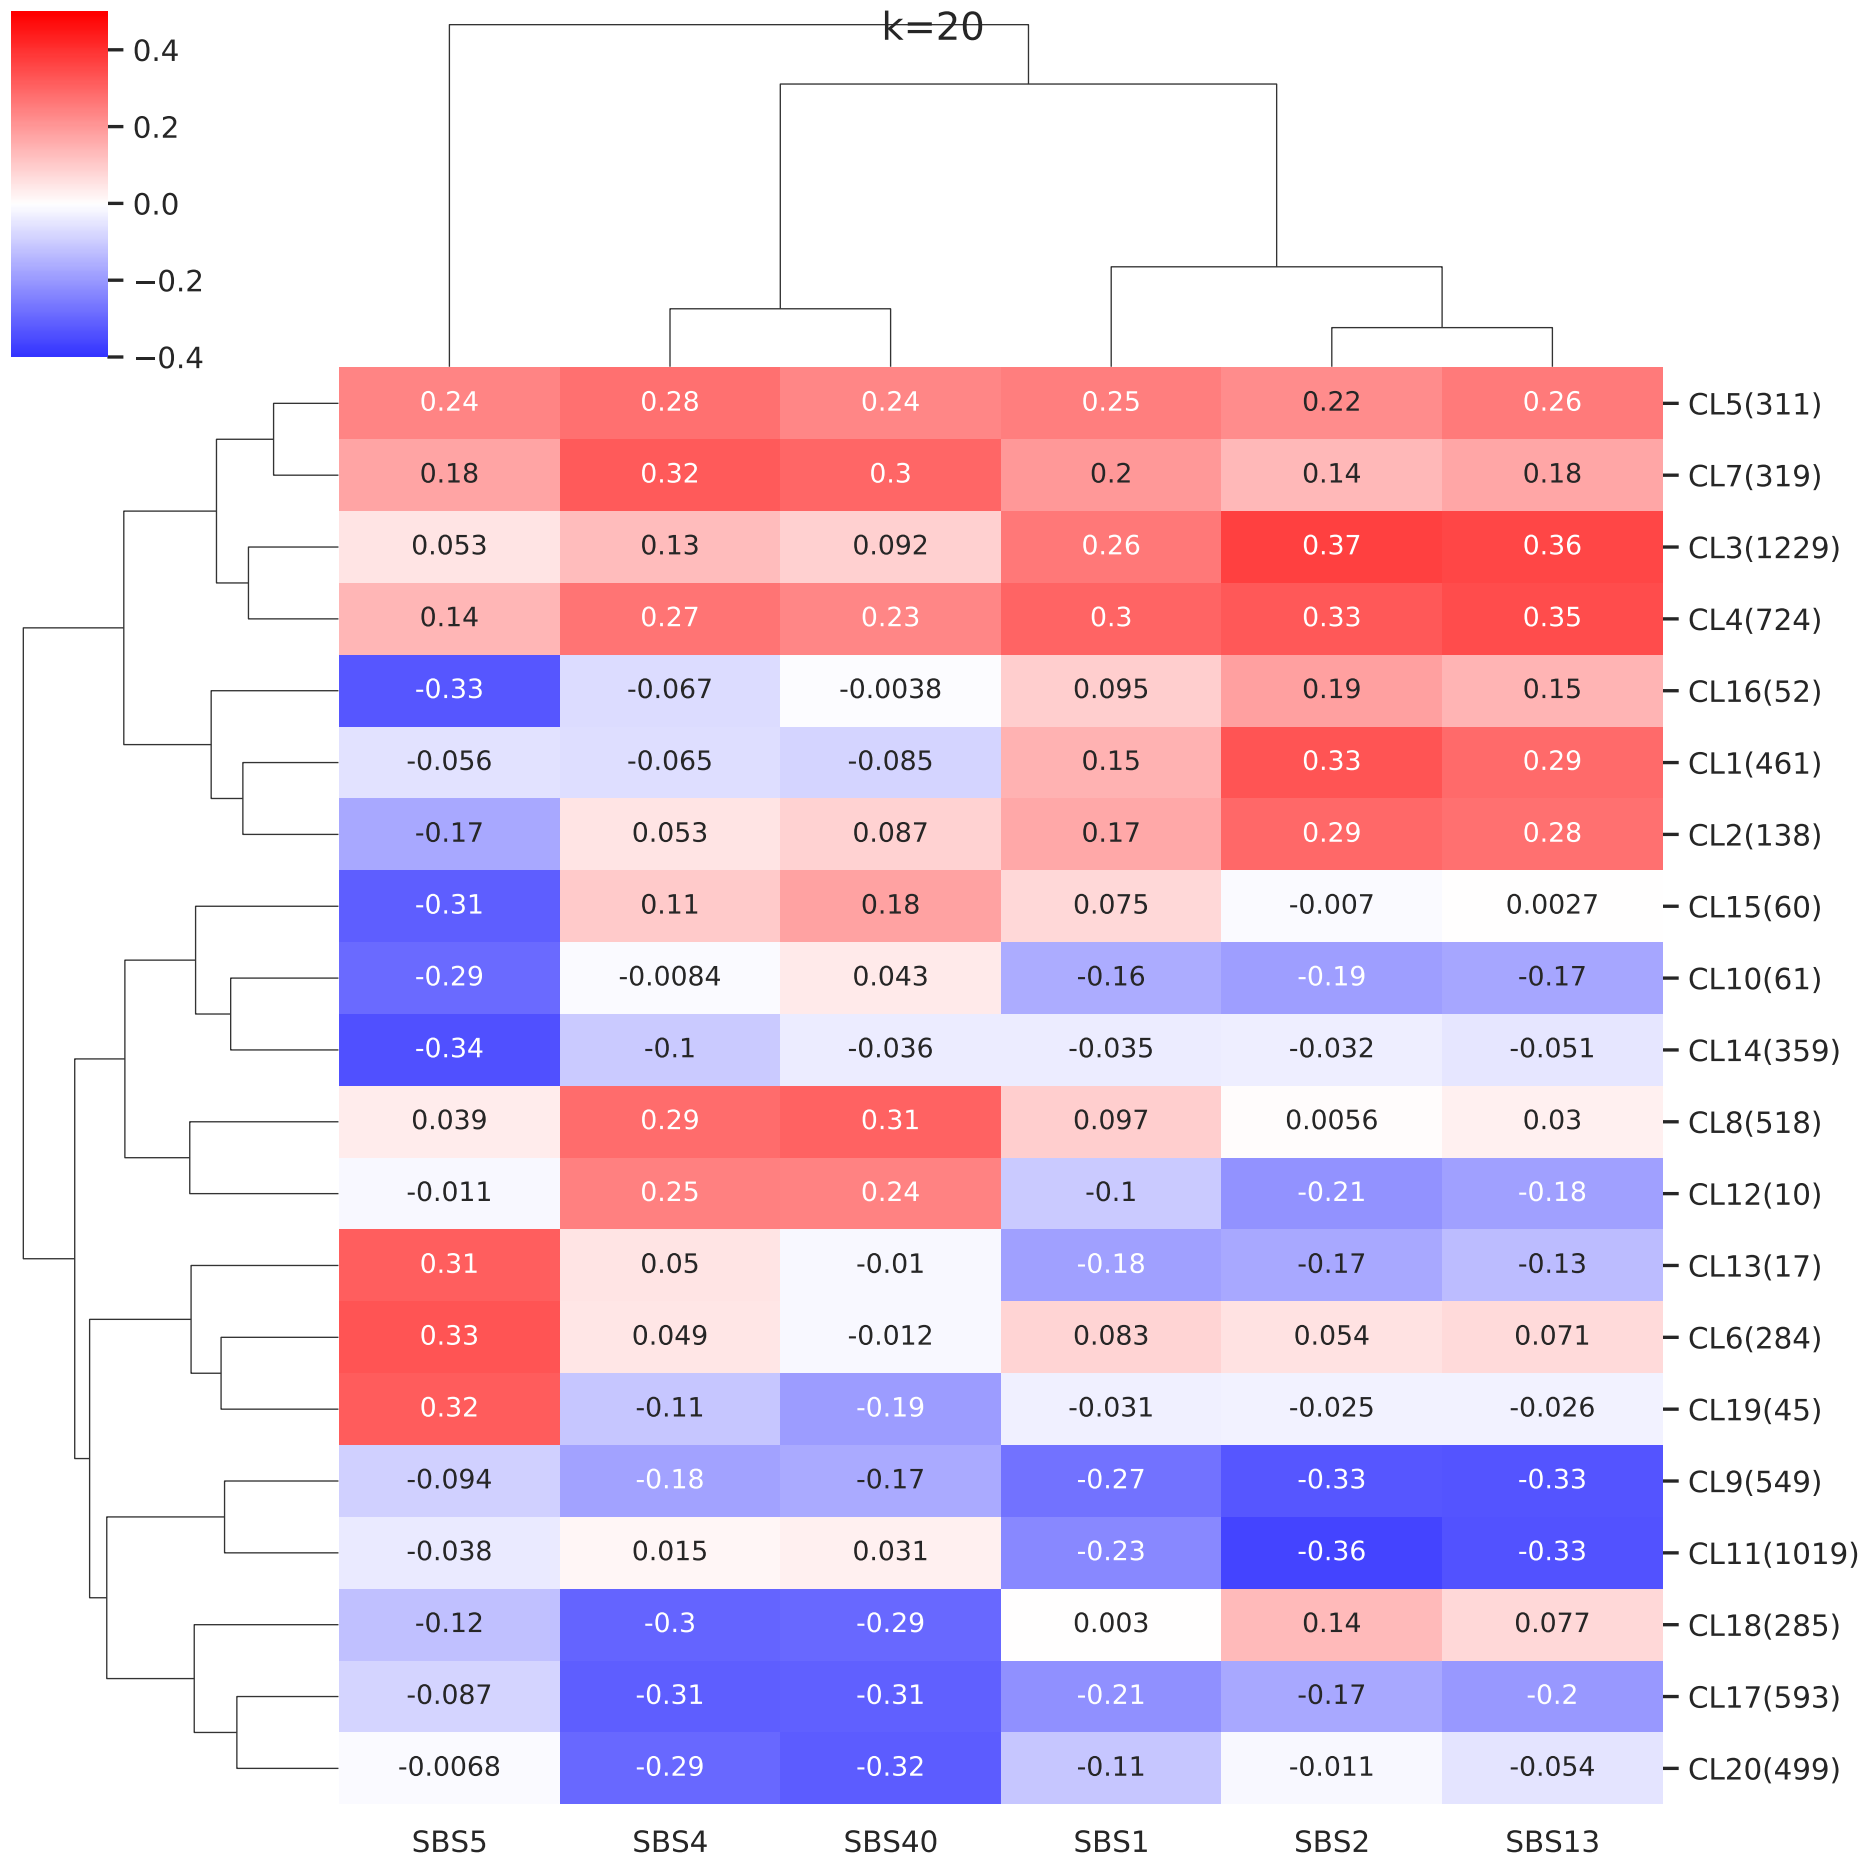 k=20
0.4
0.2
0.0
−0.2
−0.4
0.24 0.28 0.24 0.25 0.22 0.26 CL5(311)
0.18 0.32 0.3 0.2 0.14 0.18 CL7(319)
0.053 0.13 0.092 0.26 0.37 0.36 CL3(1229)
0.14 0.27 0.23 0.3 0.33 0.35 CL4(724)
-0.33 -0.067 -0.0038 0.095 0.19 0.15 CL16(52)
-0.056 -0.065 -0.085 0.15 0.33 0.29 CL1(461)
-0.17 0.053 0.087 0.17 0.29 0.28 CL2(138)
-0.31 0.11 0.18 0.075 -0.007 0.0027 CL15(60)
-0.29 -0.0084 0.043 -0.16 -0.19 -0.17 CL10(61)
-0.34 -0.1 -0.036 -0.035 -0.032 -0.051 CL14(359)
0.039 0.29 0.31 0.097 0.0056 0.03 CL8(518)
-0.011 0.25 0.24 -0.1 -0.21 -0.18 CL12(10)
0.31 0.05 -0.01 -0.18 -0.17 -0.13 CL13(17)
0.33 0.049 -0.012 0.083 0.054 0.071 CL6(284)
0.32 -0.11 -0.19 -0.031 -0.025 -0.026 CL19(45)
-0.094 -0.18 -0.17 -0.27 -0.33 -0.33 CL9(549)
-0.038 0.015 0.031 -0.23 -0.36 -0.33 CL11(1019)
-0.12 -0.3 -0.29 0.003 0.14 0.077 CL18(285)
-0.087 -0.31 -0.31 -0.21 -0.17 -0.2 CL17(593)
-0.0068 -0.29 -0.32 -0.11 -0.011 -0.054 CL20(499)
SBS5 SBS4 SBS40 SBS1 SBS2 SBS13